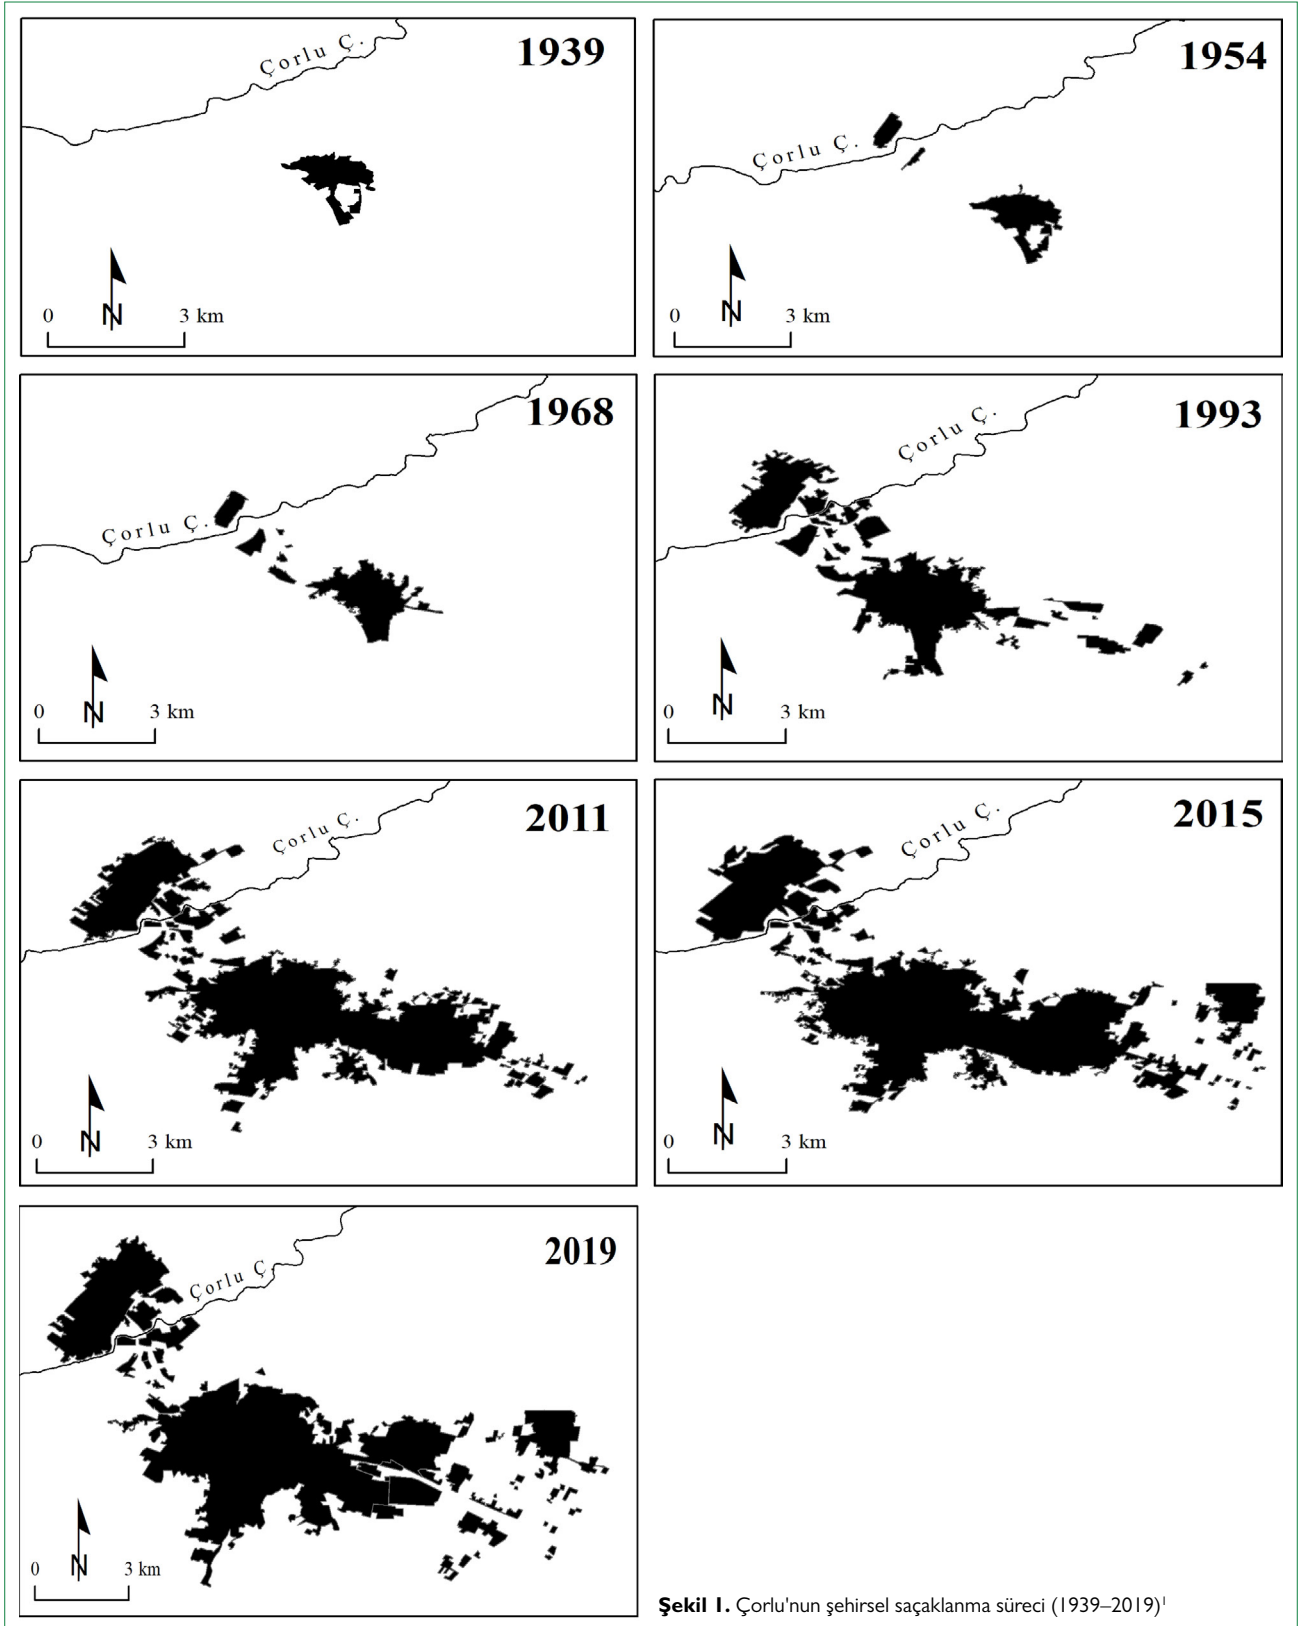 Çorlu Ç.
1939
N
0 3 km
1954
Çorlu Ç.
N
0 3 km
1968
Çorlu Ç.
N
0 3 km
1993
Çorlu Ç.
N
0 3 km
2011
Çorlu Ç.
N
0 3 km
2015
Çorlu Ç.
N
0 3 km
2019
Çorlu Ç.
N
0 3 km
Şekil 1. Çorlu'nun şehirsel saçaklanma süreci (1939–2019)¹